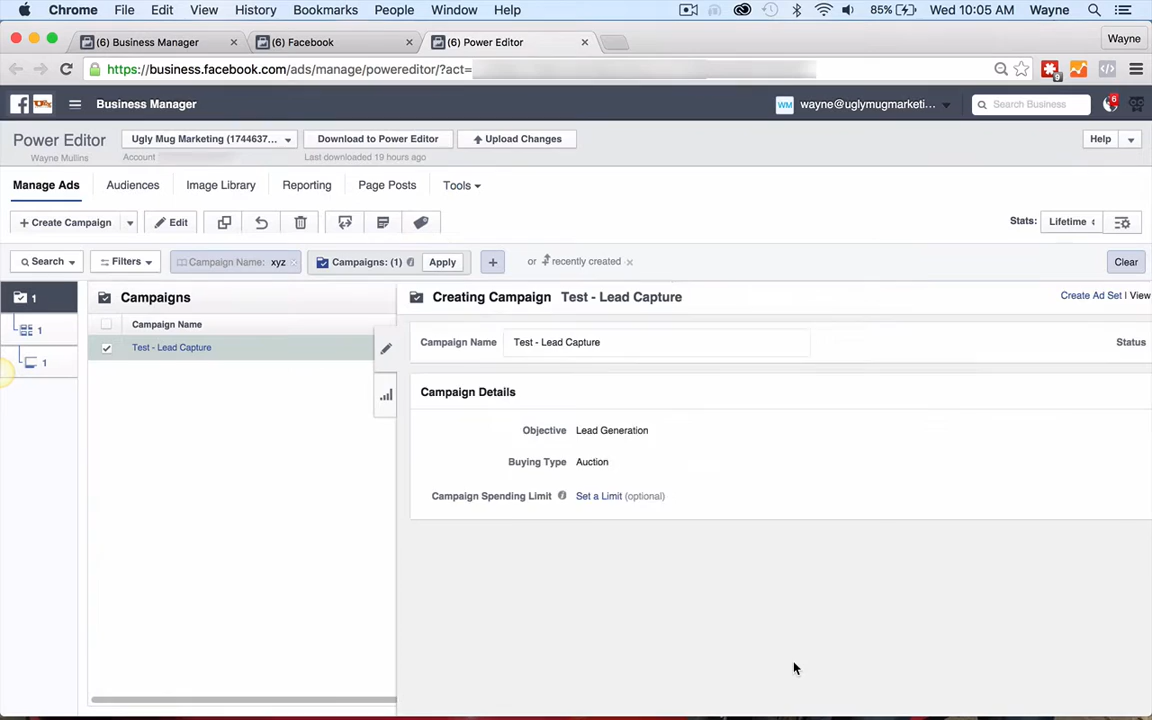 Chrome File Edit View History Bookmarks People Window Help 85% Wed 10:05 AM Wayne
(6) Business Manager × (6) Facebook × (6) Power Editor × Wayne
https://business.facebook.com/ads/manage/powereditor/?act=
9
Business Manager WM wayne@uglymugmarketi... Search Business 6
Power Editor Ugly Mug Marketing (1744637... Download to Power Editor Upload Changes Help
Wayne Mullins Account Last downloaded 19 hours ago
Manage Ads Audiences Image Library Reporting Page Posts Tools
+ Create Campaign Edit Stats: Lifetime
Search Filters Campaign Name: xyz Campaigns: (1) Apply + or recently created × Clear
1 Campaigns Creating Campaign Test - Lead Capture Create Ad Set | View
1 Campaign Name
Test - Lead Capture Campaign Name Test - Lead Capture Status
1
Campaign Details
Objective Lead Generation
Buying Type Auction
Campaign Spending Limit Set a Limit (optional)